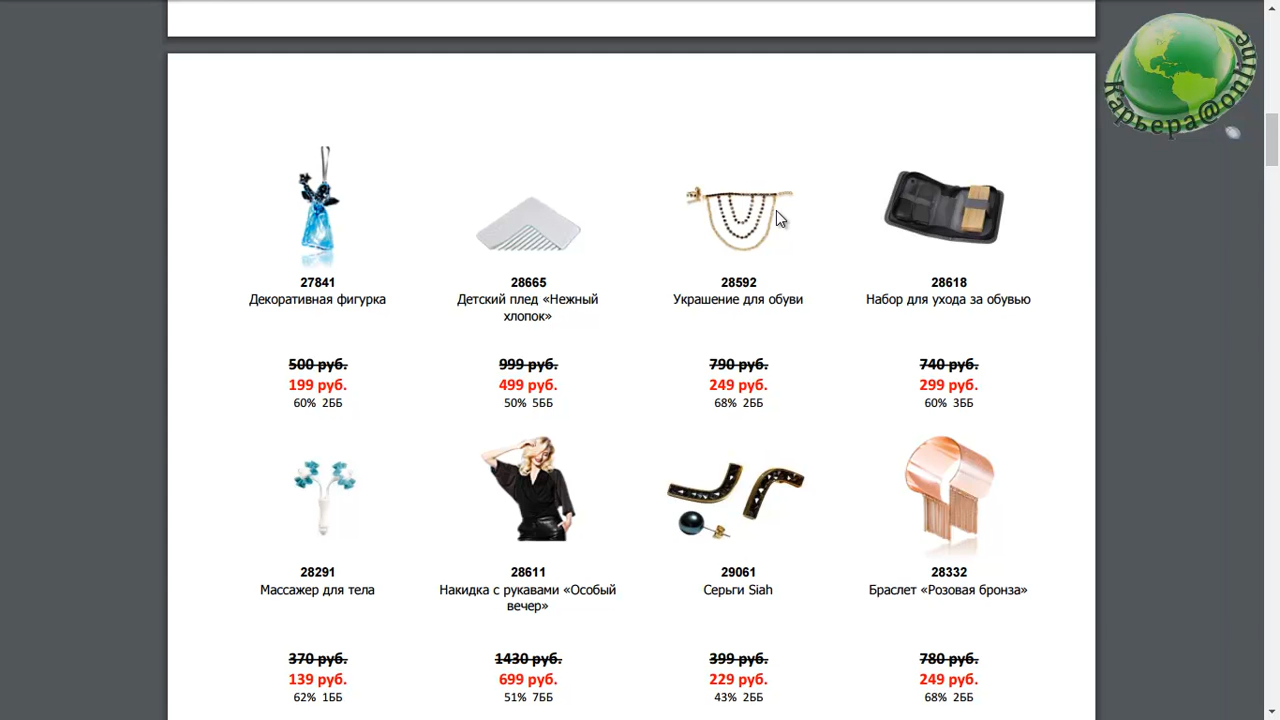 Карьера@online
27841
Декоративная фигурка
500 руб.
199 руб.
60% 2ББ
28665
Детский плед «Нежный
хлопок»
999 руб.
499 руб.
50% 5ББ
28592
Украшение для обуви
790 руб.
249 руб.
68% 2ББ
28618
Набор для ухода за обувью
740 руб.
299 руб.
60% 3ББ
28291
Массажер для тела
370 руб.
139 руб.
62% 1ББ
28611
Накидка с рукавами «Особый
вечер»
1430 руб.
699 руб.
51% 7ББ
29061
Серьги Siah
399 руб.
229 руб.
43% 2ББ
28332
Браслет «Розовая бронза»
780 руб.
249 руб.
68% 2ББ